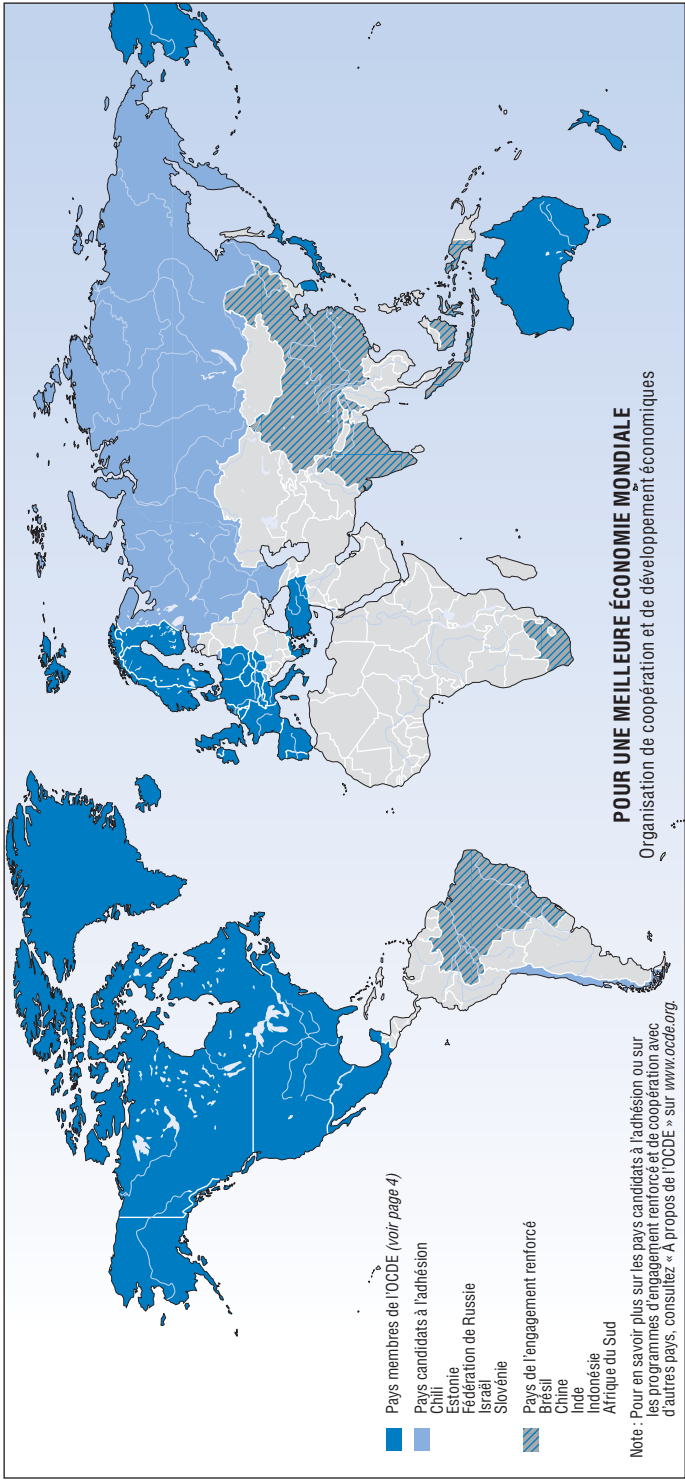 POUR UNE MEILLEURE ÉCONOMIE MONDIALE
Organisation de coopération et de développement économiques
Pays membres de l'OCDE (voir page 4)
Pays candidats à l'adhésion
Chili
Estonie
Fédération de Russie
Israël
Slovénie
Pays de l'engagement renforcé
Brésil
Chine
Inde
Indonésie
Afrique du Sud
Note : Pour en savoir plus sur les pays candidats à l'adhésion ou sur
les programmes d'engagement renforcé et de coopération avec
d'autres pays, consultez « À propos de l'OCDE » sur www.ocde.org.